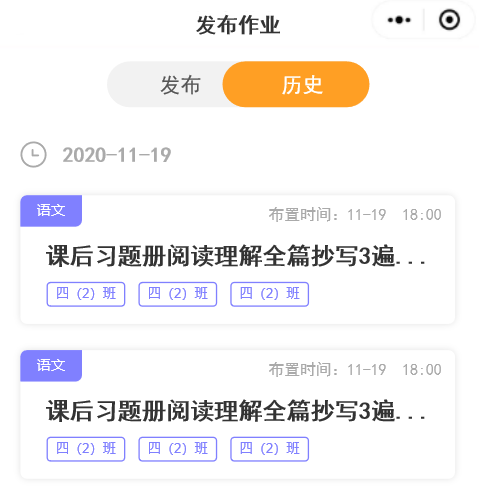 发布作业
发布 历史
2020-11-19
语文
布置时间：11-19 18:00
课后习题册阅读理解全篇抄写3遍...
四（2）班 四（2）班 四（2）班
语文
布置时间：11-19 18:00
课后习题册阅读理解全篇抄写3遍...
四（2）班 四（2）班 四（2）班